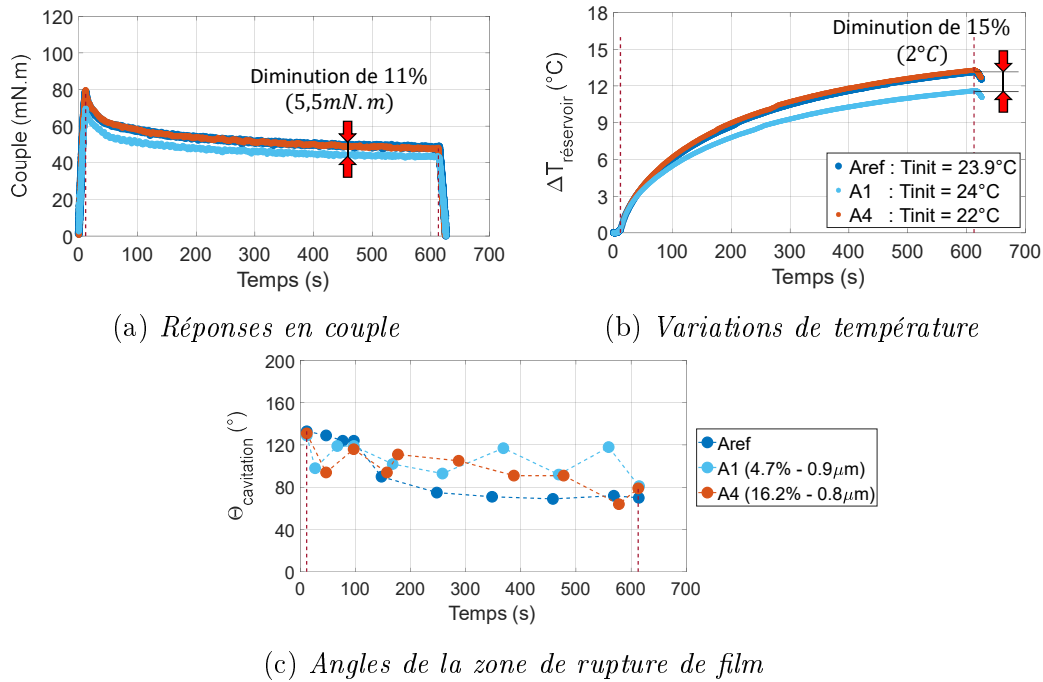 120
100
80
60
40
20
0
Couple (mN.m)
Diminution de 11%
(5,5mN.m)
0 100 200 300 400 500 600 700
Temps (s)
(a) Réponses en couple
18
15
12
9
6
3
0
ΔTréservoir (°C)
Diminution de 15%
(2°C)
Aref : Tinit = 23.9°C
A1 : Tinit = 24°C
A4 : Tinit = 22°C
0 100 200 300 400 500 600 700
Temps (s)
(b) Variations de température
200
160
120
80
40
0
Θcavitation (°)
0 100 200 300 400 500 600 700
Temps (s)
Aref
A1 (4.7% - 0.9μm)
A4 (16.2% - 0.8μm)
(c) Angles de la zone de rupture de film